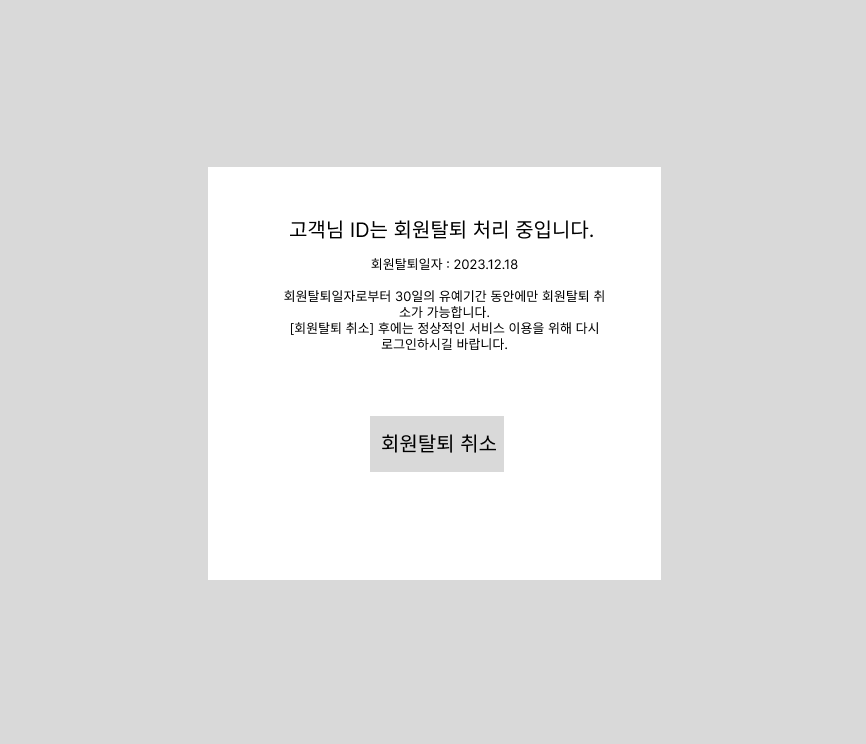 고객님 ID는 회원탈퇴 처리 중입니다.
회원탈퇴일자 : 2023.12.18
회원탈퇴일자로부터 30일의 유예기간 동안에만 회원탈퇴 취
소가 가능합니다.
[회원탈퇴 취소] 후에는 정상적인 서비스 이용을 위해 다시
로그인하시길 바랍니다.
회원탈퇴 취소